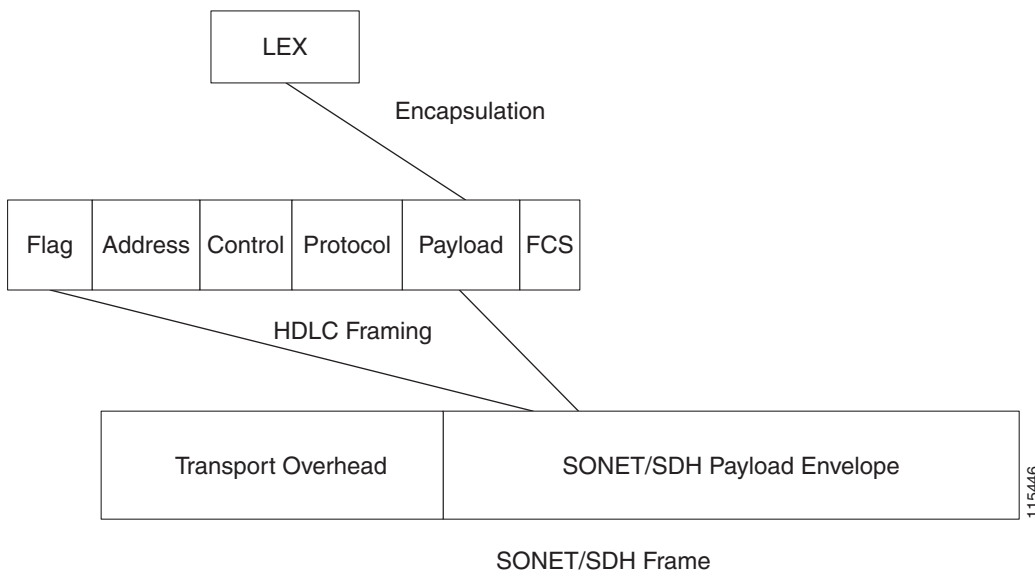 LEX
Encapsulation
Flag Address Control Protocol Payload FCS
HDLC Framing
Transport Overhead SONET/SDH Payload Envelope
115446
SONET/SDH Frame